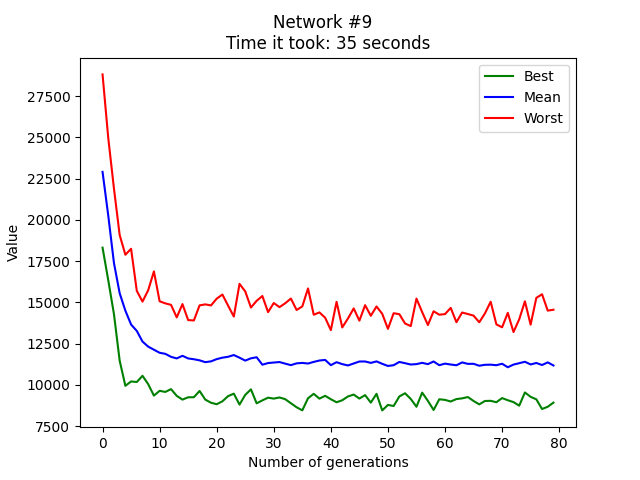 Network #9
Time it took: 35 seconds
Best
Mean
Worst
Value
27500
25000
22500
20000
17500
15000
12500
10000
7500
0 10 20 30 40 50 60 70 80
Number of generations